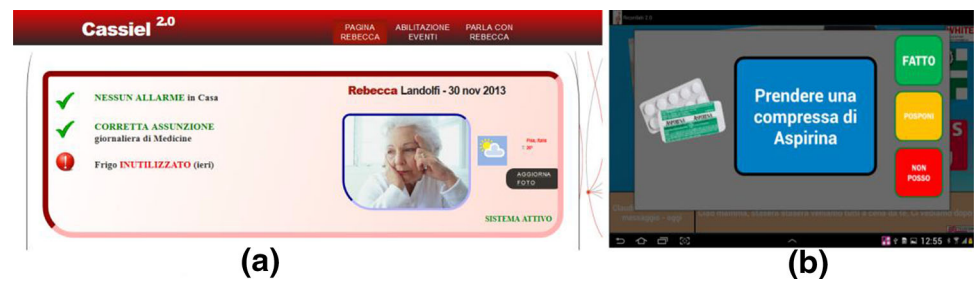 Cassiel 2.0
PAGINA REBECCA
ABILITAZIONE EVENTI
PARLA CON REBECCA
NESSUN ALLARME in Casa
CORRETTA ASSUNZIONE
giornaliera di Medicine
Frigo INUTILIZZATO (ieri)
Rebecca Landolfi - 30 nov 2013
AGGIORNA
FOTO
SISTEMA ATTIVO
(a)
Prendere una
compressa di
Aspirina
FATTO
POSPONI
NON
POSSO
messaggio - oggi
12:55
(b)